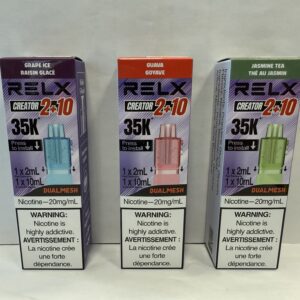 GRAPE ICE
RAISIN GLACÉ
RELX
CREATOR 2+10
35K
Press
to install
1 x 2mL
1 x 10mL
DUALMESH
Nicotine—20mg/mL
WARNING:
Nicotine is
highly addictive.
AVERTISSEMENT :
La nicotine crée
une forte
dépendance.
GUAVA
GOYAVE
RELX
CREATOR 2+10
35K
Press
to install
1 x 2mL
1 x 10mL
DUALMESH
Nicotine—20mg/mL
WARNING:
Nicotine is
highly addictive.
AVERTISSEMENT :
La nicotine crée
une forte
dépendance.
JASMINE TEA
THÉ AU JASMIN
RELX
CREATOR 2+10
35K
Press
to install
1 x 2mL
1 x 10mL
DUALMESH
Nicotine—20mg/mL
WARNING:
Nicotine is
highly addictive.
AVERTISSEMENT :
La nicotine crée
une forte
dépendance.